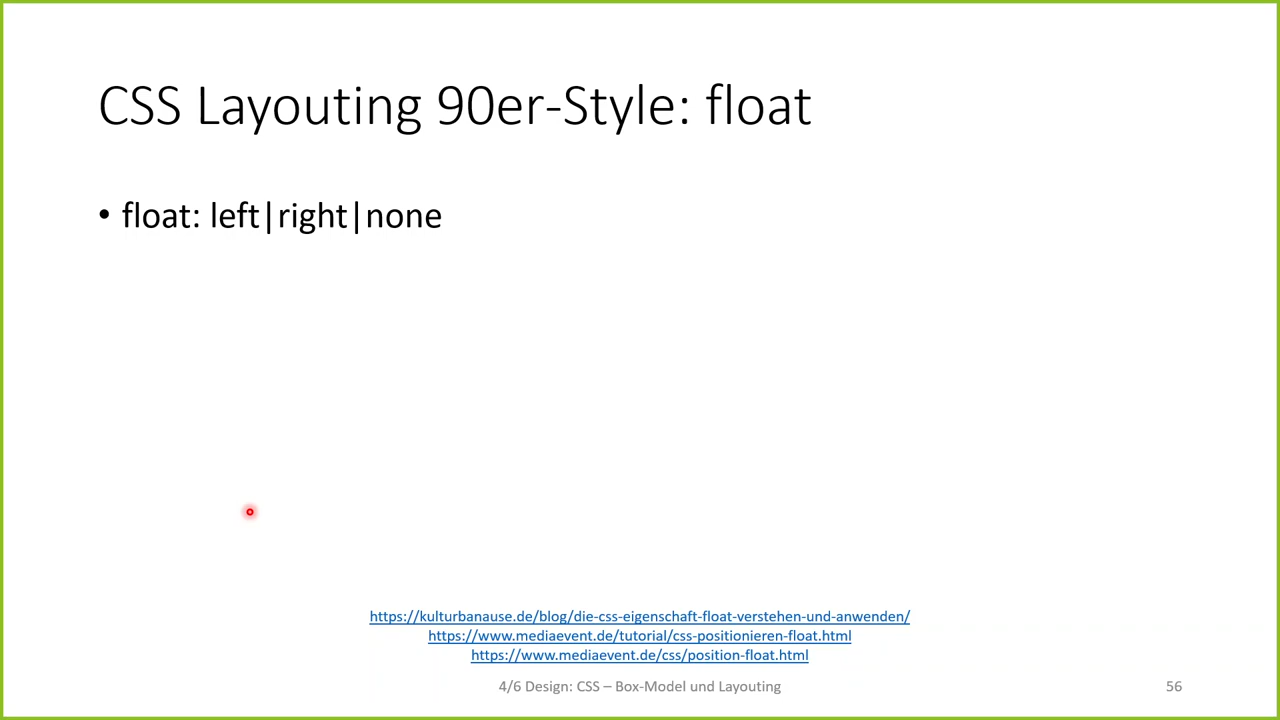 CSS Layouting 90er-Style: float
• float: left|right|none
https://kulturbanause.de/blog/die-css-eigenschaft-float-verstehen-und-anwenden/
https://www.mediaevent.de/tutorial/css-positionieren-float.html
https://www.mediaevent.de/css/position-float.html
4/6 Design: CSS – Box-Model und Layouting
56